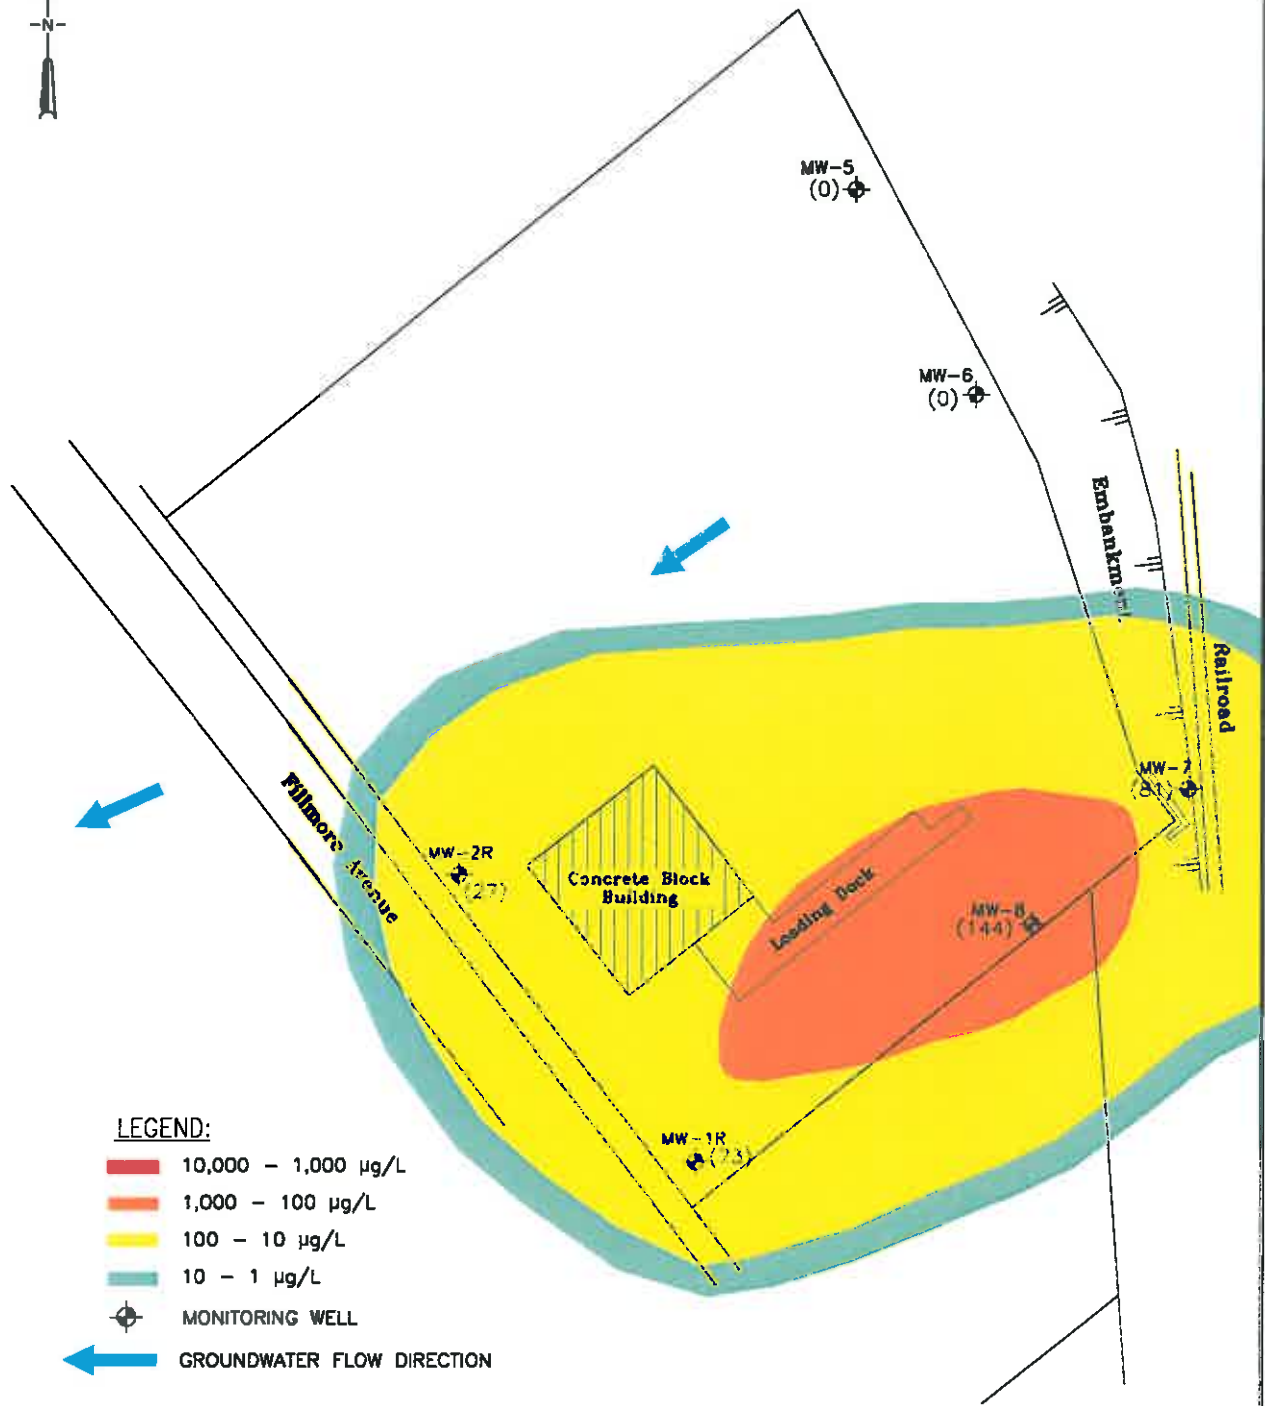 -N-
MW-5
(0)
MW-6
(0)
Embankment
Railroad
MW-7
(81)
Fillmore Avenue
MW-2R
(27)
Concrete Block
Building
Loading Dock
MW-8
(144)
MW-1R
(73)
LEGEND:
10,000 - 1,000 µg/L
1,000 - 100 µg/L
100 - 10 µg/L
10 - 1 µg/L
MONITORING WELL
GROUNDWATER FLOW DIRECTION